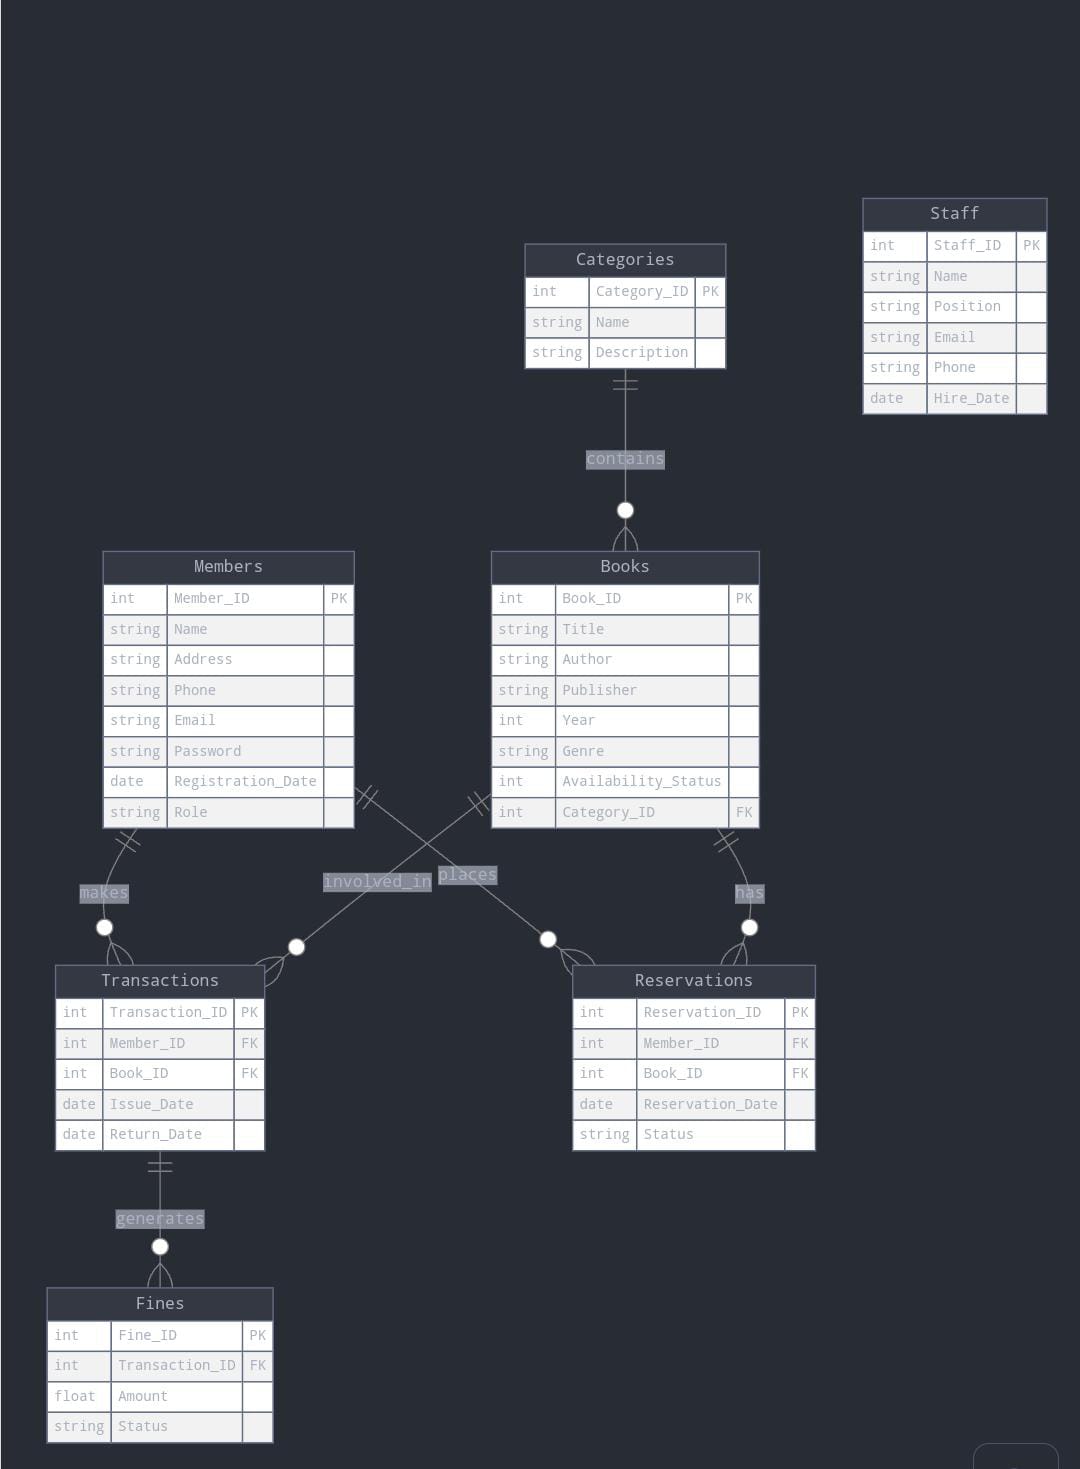 Staff
int Staff_ID PK
string Name
string Position
string Email
string Phone
date Hire_Date
Categories
int Category_ID PK
string Name
string Description
contains
Members
int Member_ID PK
string Name
string Address
string Phone
string Email
string Password
date Registration_Date
string Role
Books
int Book_ID PK
string Title
string Author
string Publisher
int Year
string Genre
int Availability_Status
int Category_ID FK
makes
involved_in
places
has
Transactions
int Transaction_ID PK
int Member_ID FK
int Book_ID FK
date Issue_Date
date Return_Date
Reservations
int Reservation_ID PK
int Member_ID FK
int Book_ID FK
date Reservation_Date
string Status
generates
Fines
int Fine_ID PK
int Transaction_ID FK
float Amount
string Status